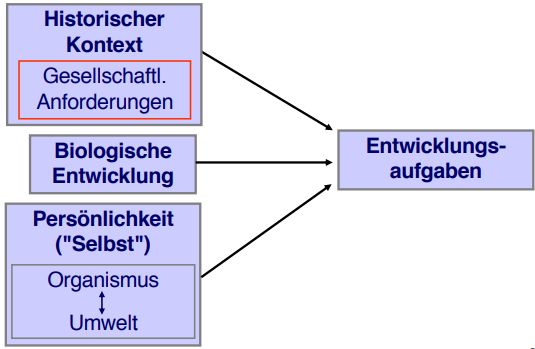 Historischer
Kontext
Gesellschaftl.
Anforderungen
Biologische
Entwicklung
Persönlichkeit
("Selbst")
Organismus
Umwelt
Entwicklungs-
aufgaben